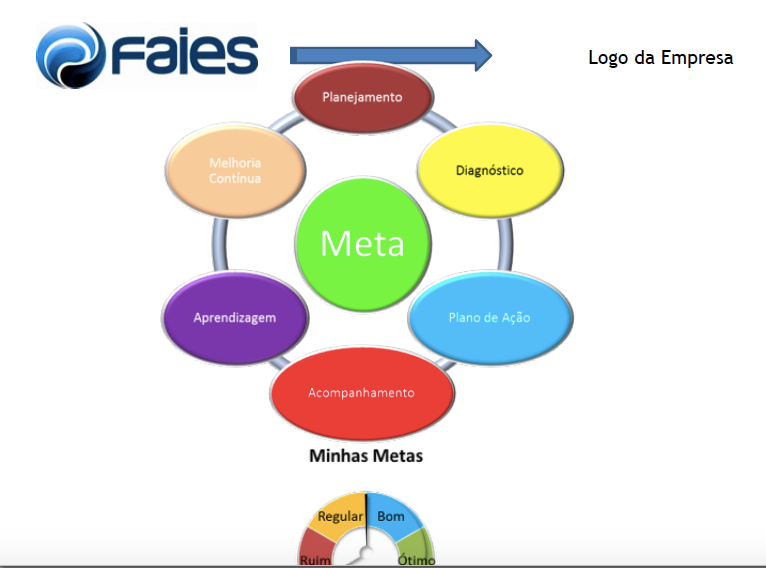 Faies
Logo da Empresa
Planejamento
Melhoria
Contínua
Diagnóstico
Meta
Aprendizagem
Plano de Ação
Acompanhamento
Minhas Metas
Regular
Bom
Ruim
Ótimo